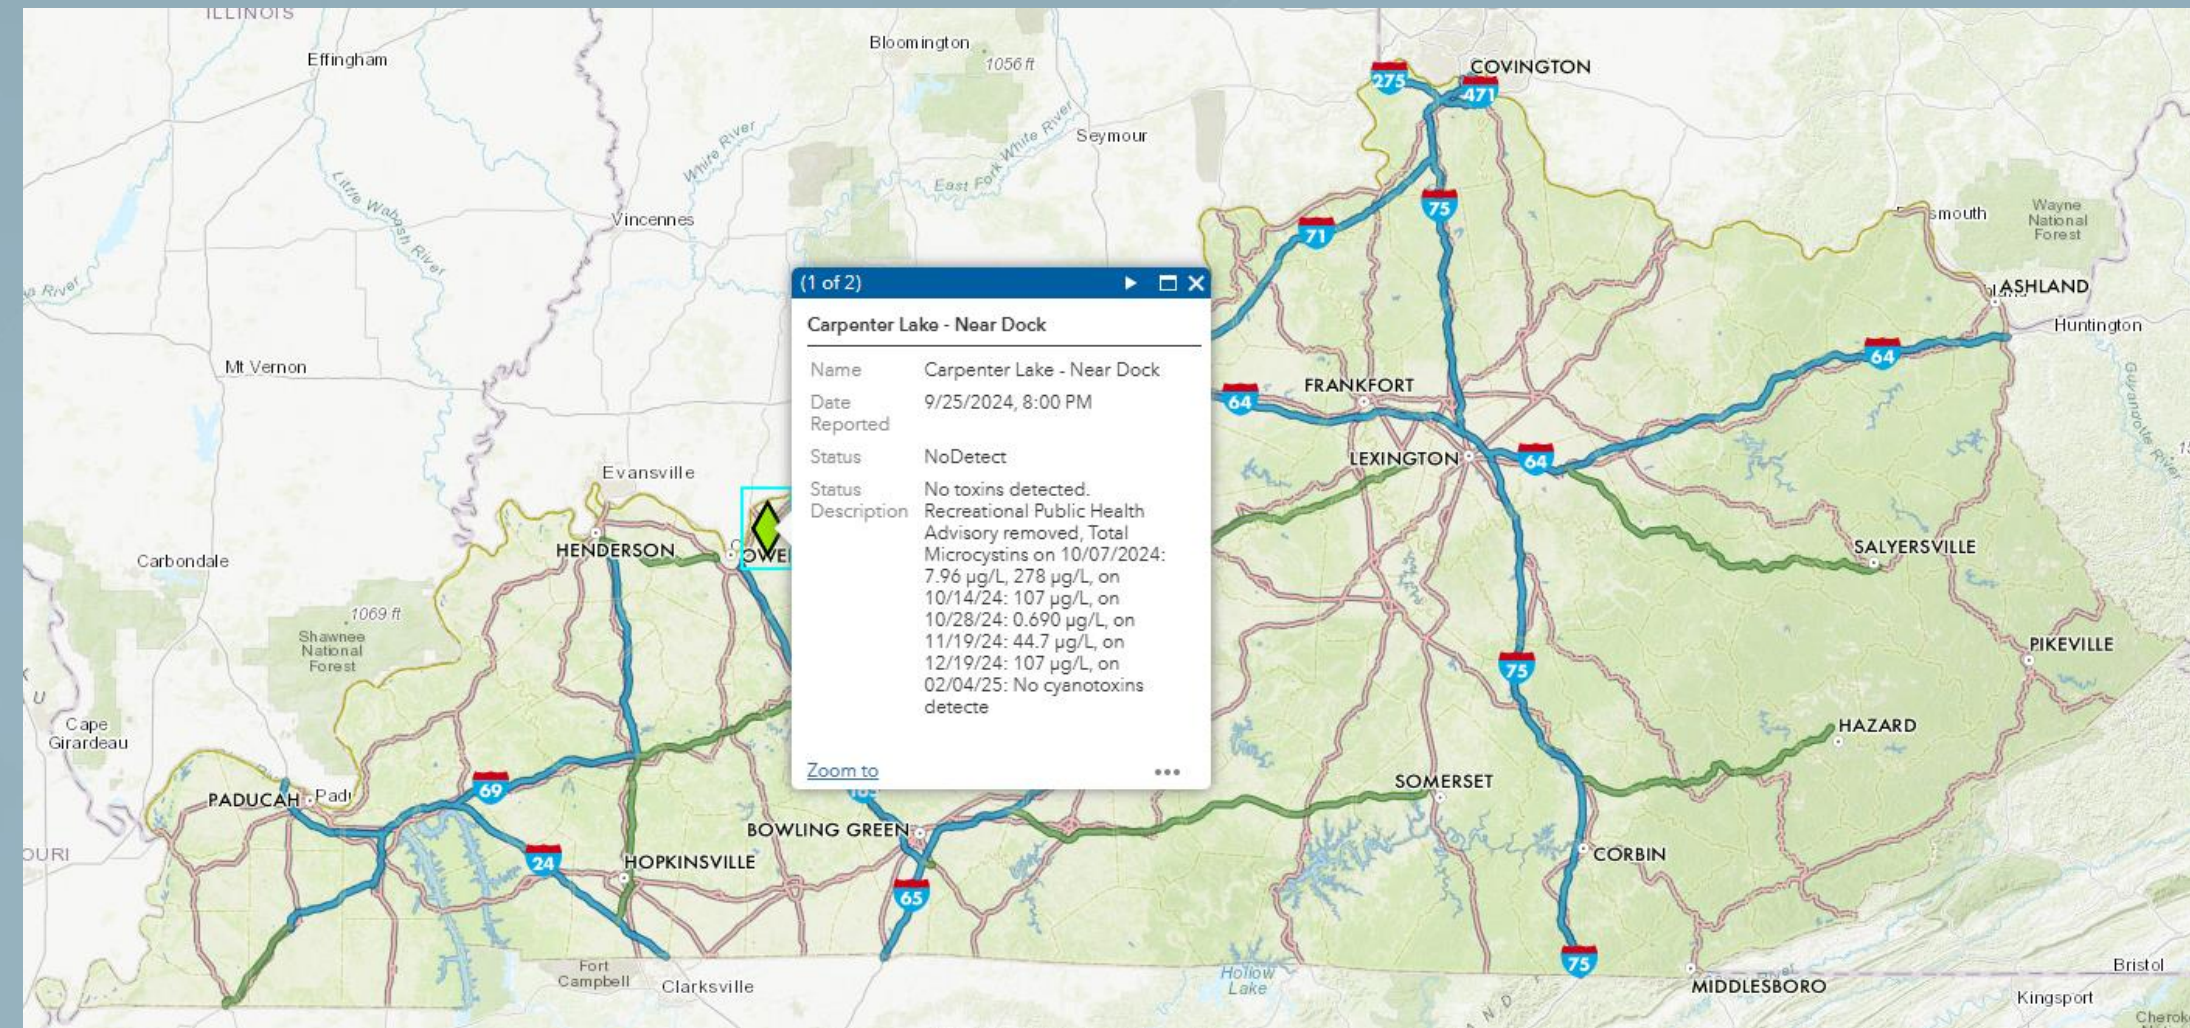 ILLINOIS
Effingham
Bloomington
1056 ft
COVINGTON
275
471
Seymour
White River
East Fork White River
Little Wabash River
Vincennes
75
71
smouth
Wayne
National
Forest
River
ASHLAND
Huntington
(1 of 2)
Carpenter Lake - Near Dock
Name Carpenter Lake - Near Dock
Date Reported 9/25/2024, 8:00 PM
Status NoDetect
Status Description No toxins detected.
Recreational Public Health
Advisory removed, Total
Microcystins on 10/07/2024:
7.96 µg/L, 278 µg/L, on
10/14/24: 107 µg/L, on
10/28/24: 0.690 µg/L, on
11/19/24: 44.7 µg/L, on
12/19/24: 107 µg/L, on
02/04/25: No cyanotoxins
detecte
Zoom to
Mt Vernon
64
64
FRANKFORT
Guyandotte River
LEXINGTON
64
Evansville
HENDERSON
OWE
Carbondale
SALYERSVILLE
1069 ft
Shawnee
National
Forest
PIKEVILLE
75
Cape
Girardeau
HAZARD
PADUCAH
Padu
69
SOMERSET
BOWLING GREEN
OURI
24
HOPKINSVILLE
CORBIN
65
75
Fort
Campbell
Clarksville
Hollow
Lake
MIDDLESBORO
Bristol
Kingsport
Cherok